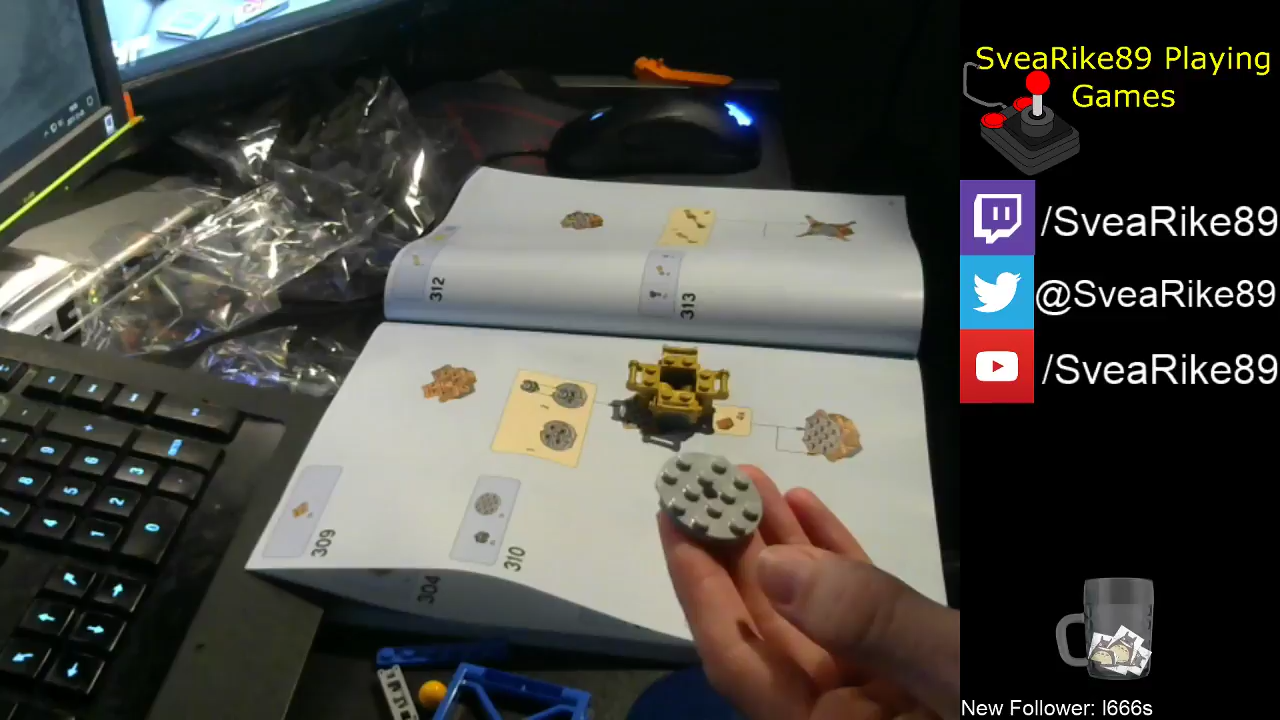 SveaRike89 Playing
Games
/SveaRike89
@SveaRike89
/SveaRike89
312
313
309
310
304
New Follower: l666s